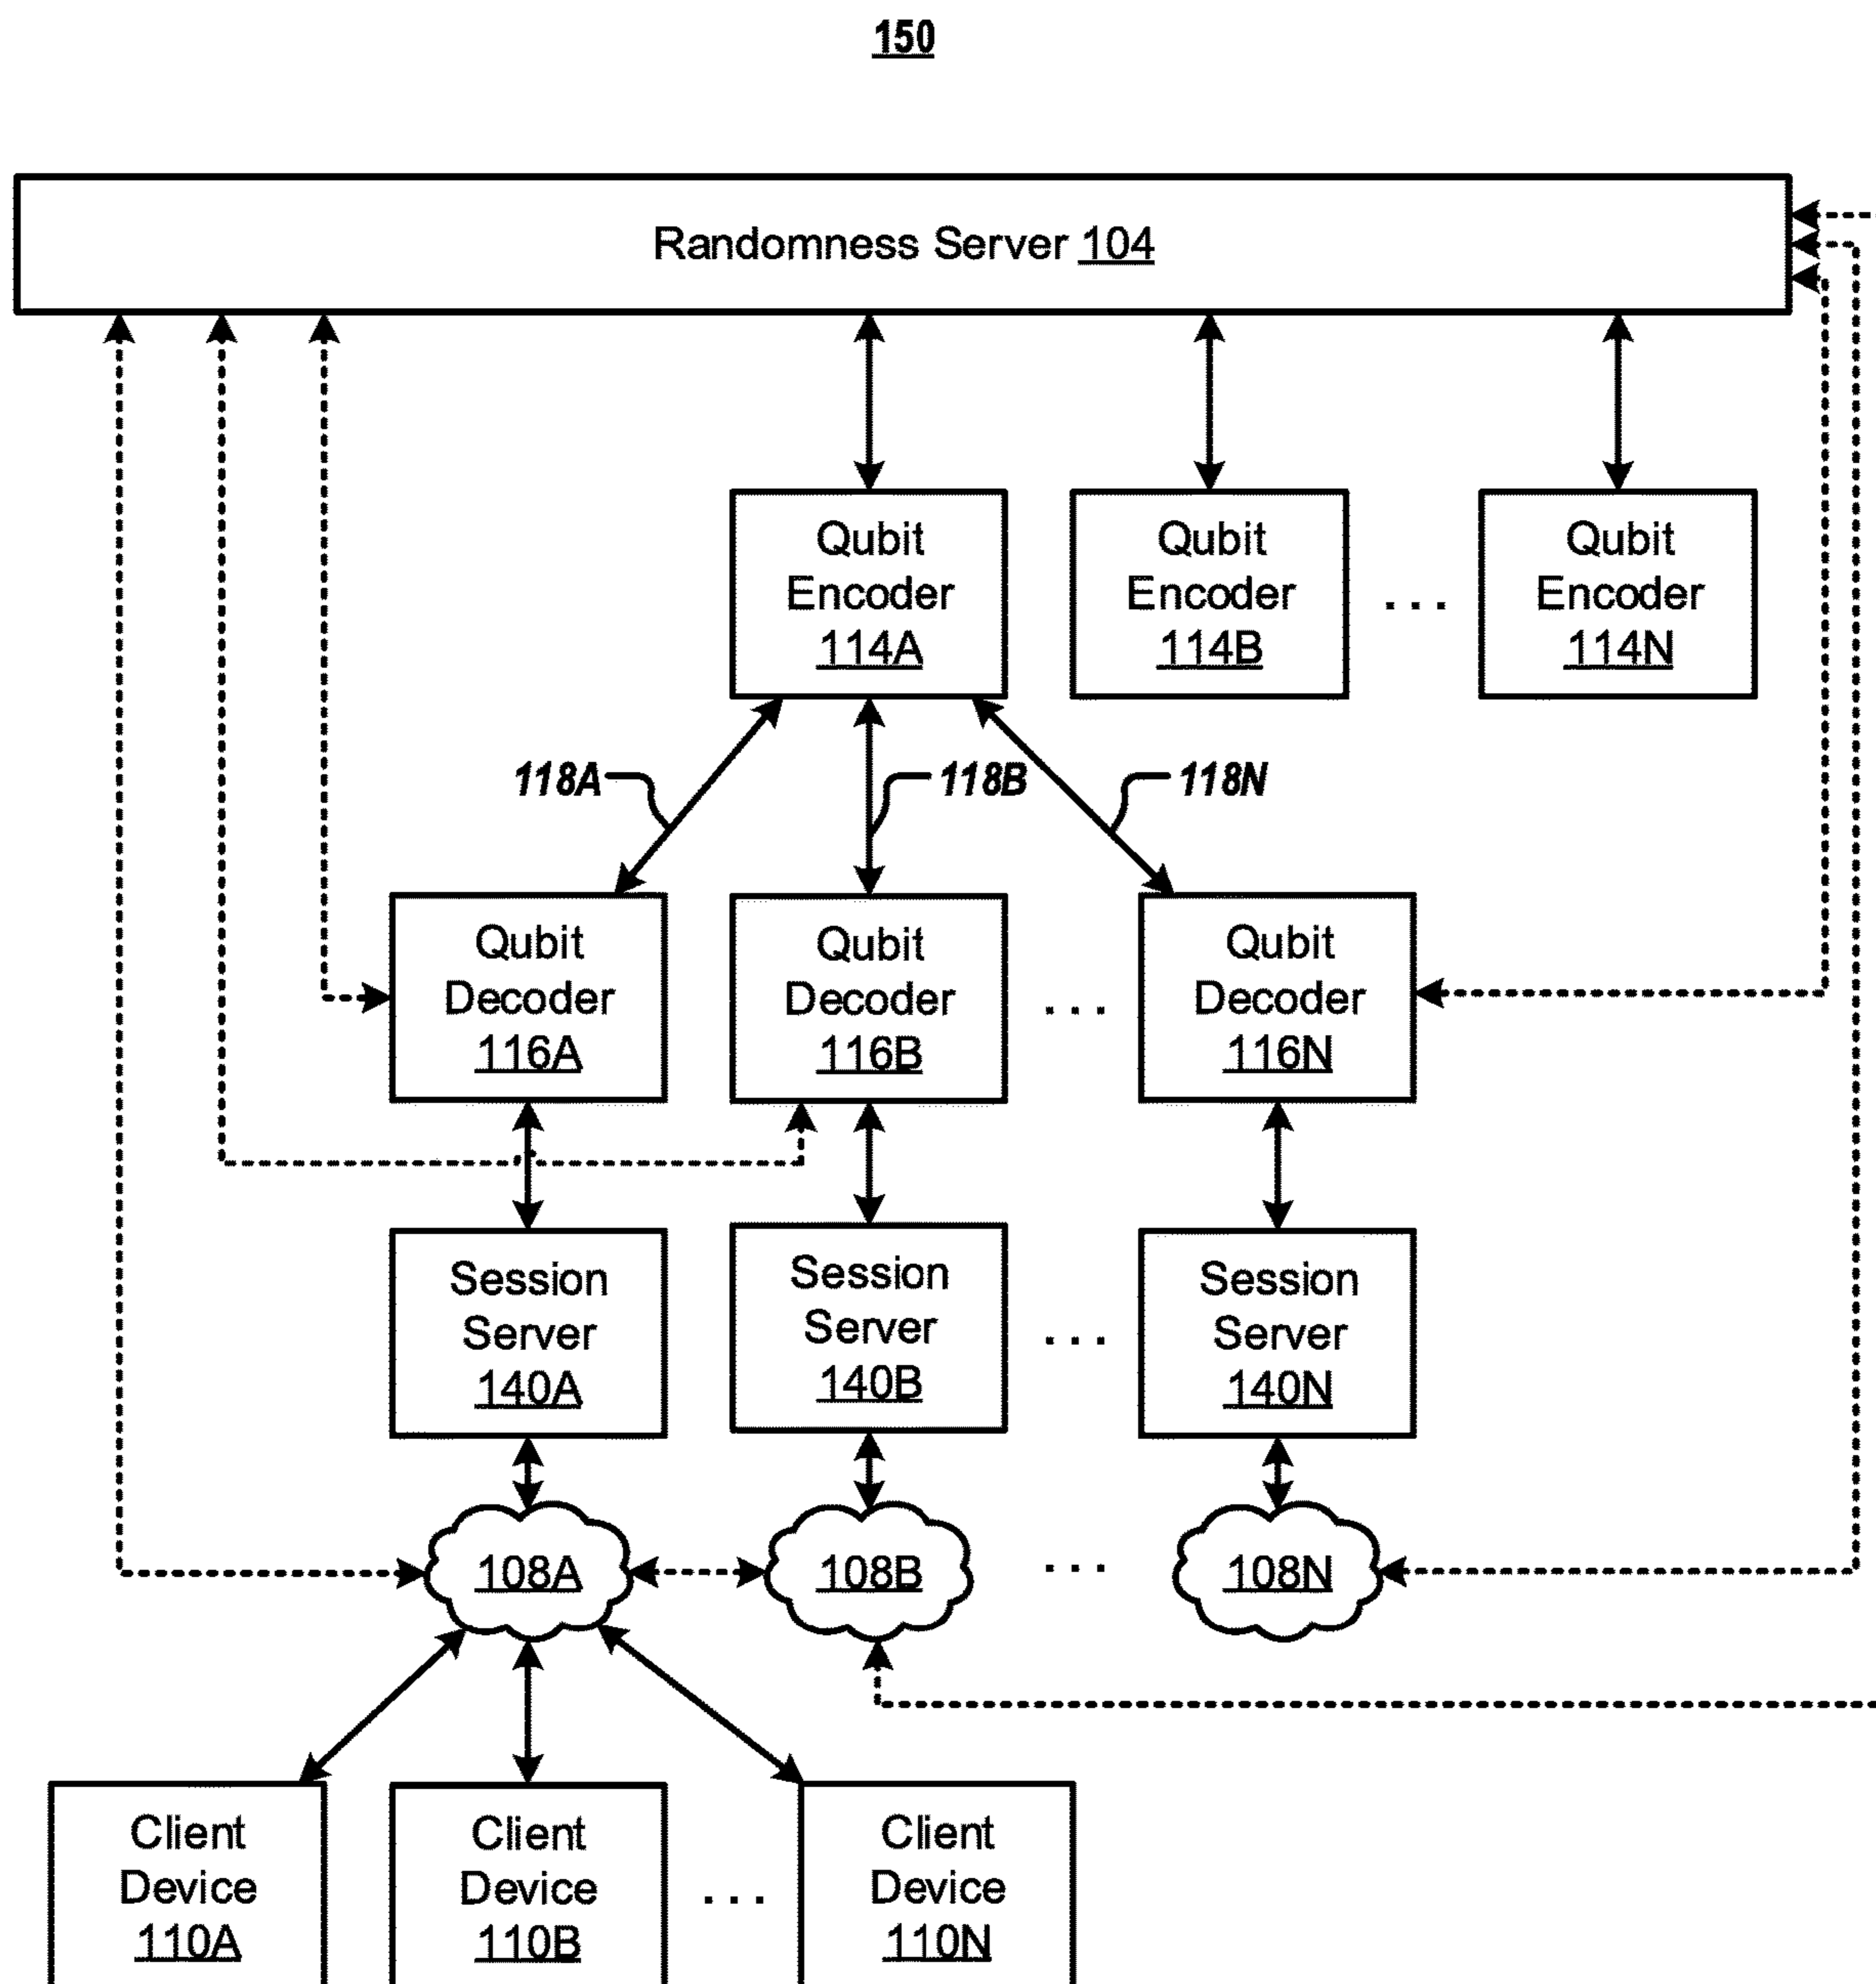 150
Randomness Server 104
Qubit
Encoder
114A
Qubit
Encoder
114B
. . .
Qubit
Encoder
114N
118A
118B
118N
Qubit
Decoder
116A
Qubit
Decoder
116B
. . .
Qubit
Decoder
116N
Session
Server
140A
Session
Server
140B
. . .
Session
Server
140N
108A
108B
. . .
108N
Client
Device
110A
Client
Device
110B
. . .
Client
Device
110N